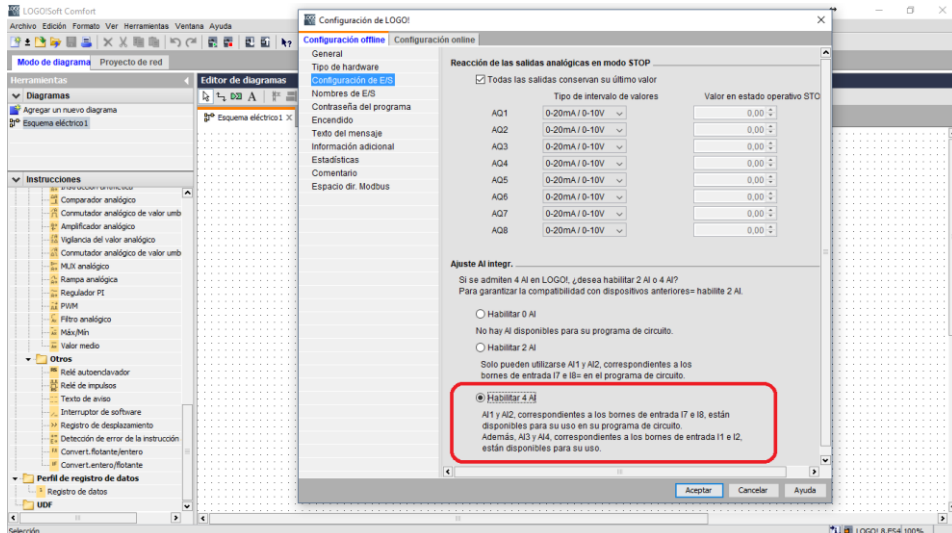 LOGO!Soft Comfort
Archivo Edición Formato Ver Herramientas Ventana Ayuda
Modo de diagrama Proyecto de red
Herramientas
Diagramas
Agregar un nuevo diagrama
Esquema eléctrico1
Instrucciones
Comparador analógico
Conmutador analógico de valor umb
Amplificador analógico
Vigilancia del valor analógico
Conmutador analógico de valor umb
MUX analógico
Rampa analógica
Regulador PI
PWM
Filtro analógico
Máx/Mín
Valor medio
Otros
Relé autoenclavador
Relé de impulsos
Texto de aviso
Interruptor de software
Registro de desplazamiento
Detección de error de la instrucción
Convert.flotante/entero
Convert.entero/flotante
Perfil de registro de datos
Registro de datos
UDF
Selección
Editor de diagramas
Esquema eléctrico1
Configuración de LOGO!
Configuración offline Configuración online
General
Tipo de hardware
Configuración de E/S
Nombres de E/S
Contraseña del programa
Encendido
Texto del mensaje
Información adicional
Estadísticas
Comentario
Espacio dir. Modbus
Reacción de las salidas analógicas en modo STOP
Todas las salidas conservan su último valor
Tipo de intervalo de valores Valor en estado operativo STO
AQ1 0-20mA / 0-10V 0,00
AQ2 0-20mA / 0-10V 0,00
AQ3 0-20mA / 0-10V 0,00
AQ4 0-20mA / 0-10V 0,00
AQ5 0-20mA / 0-10V 0,00
AQ6 0-20mA / 0-10V 0,00
AQ7 0-20mA / 0-10V 0,00
AQ8 0-20mA / 0-10V 0,00
Ajuste AI integr.
Si se admiten 4 AI en LOGO!, ¿desea habilitar 2 AI o 4 AI?
Para garantizar la compatibilidad con dispositivos anteriores= habilite 2 AI.
Habilitar 0 AI
No hay AI disponibles para su programa de circuito.
Habilitar 2 AI
Solo pueden utilizarse AI1 y AI2, correspondientes a los
bornes de entrada I7 e I8= en el programa de circuito.
Habilitar 4 AI
AI1 y AI2, correspondientes a los bornes de entrada I7 e I8, están
disponibles para su uso en su programa de circuito.
Además, AI3 y AI4, correspondientes a los bornes de entrada I1 e I2,
están disponibles para su uso.
Aceptar Cancelar Ayuda
LOGO! 8.FS4 100%